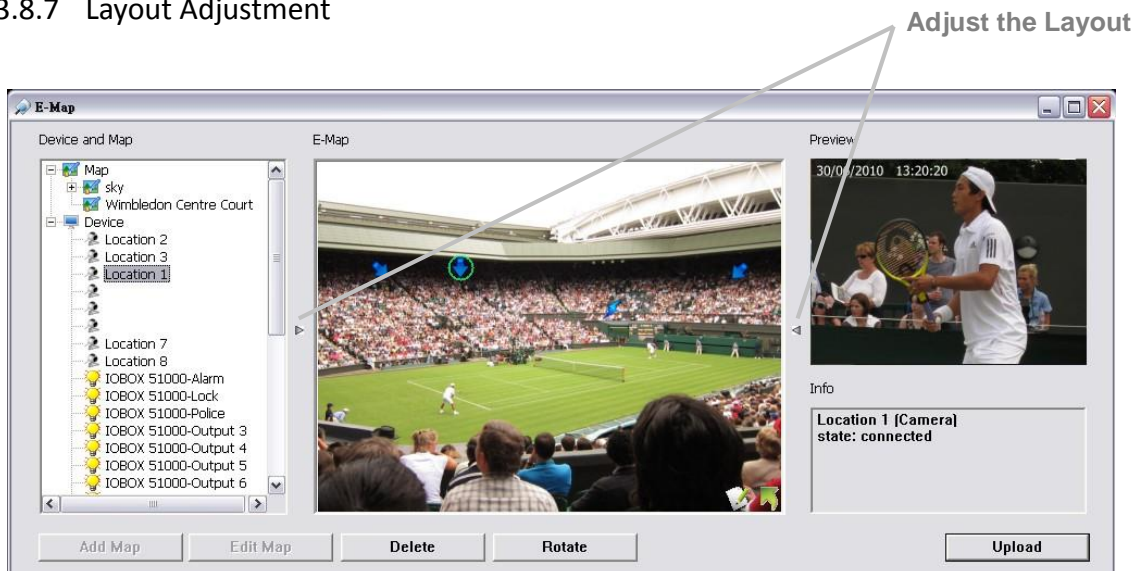 3.8.7 Layout Adjustment
Adjust the Layout
E-Map
Device and Map
E-Map
Preview
Map
sky
Wimbledon Centre Court
Device
Location 2
Location 3
Location 1
Location 7
Location 8
IOBOX 51000-Alarm
IOBOX 51000-Lock
IOBOX 51000-Police
IOBOX 51000-Output 3
IOBOX 51000-Output 4
IOBOX 51000-Output 5
IOBOX 51000-Output 6
30/06/2010 13:20:20
Info
Location 1 (Camera)
state: connected
Add Map
Edit Map
Delete
Rotate
Upload